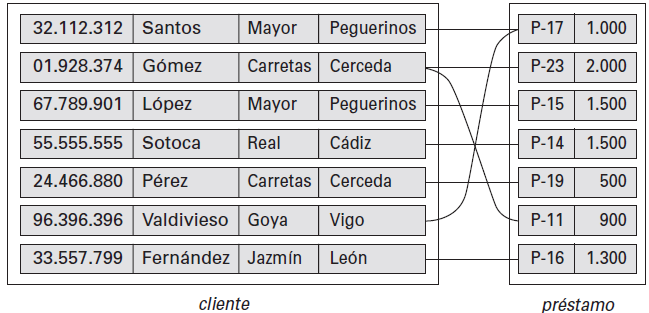 32.112.312 Santos Mayor Peguerinos P-17 1.000
01.928.374 Gómez Carretas Cerceda P-23 2.000
67.789.901 López Mayor Peguerinos P-15 1.500
55.555.555 Sotoca Real Cádiz P-14 1.500
24.466.880 Pérez Carretas Cerceda P-19 500
96.396.396 Valdivieso Goya Vigo P-11 900
33.557.799 Fernández Jazmín León P-16 1.300
cliente préstamo